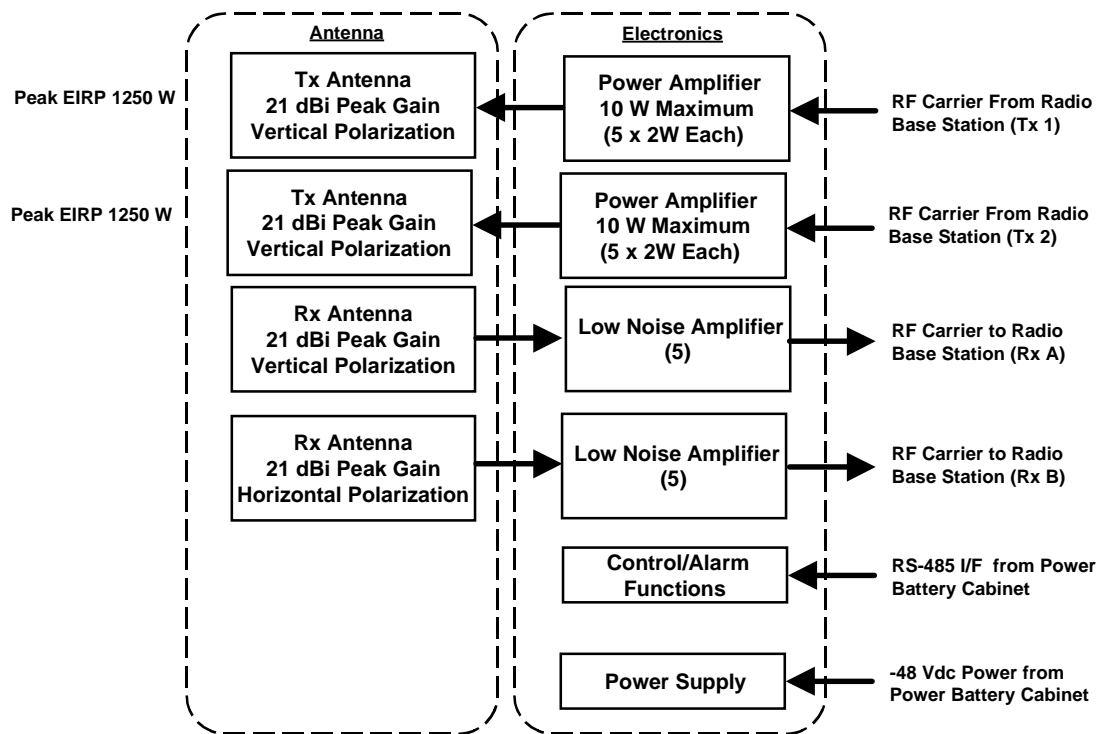 Antenna
Electronics
Peak EIRP 1250 W
Tx Antenna
21 dBi Peak Gain
Vertical Polarization
Power Amplifier
10 W Maximum
(5 x 2W Each)
RF Carrier From Radio
Base Station (Tx 1)
Peak EIRP 1250 W
Tx Antenna
21 dBi Peak Gain
Vertical Polarization
Power Amplifier
10 W Maximum
(5 x 2W Each)
RF Carrier From Radio
Base Station (Tx 2)
Rx Antenna
21 dBi Peak Gain
Vertical Polarization
Low Noise Amplifier
(5)
RF Carrier to Radio
Base Station (Rx A)
Rx Antenna
21 dBi Peak Gain
Horizontal Polarization
Low Noise Amplifier
(5)
RF Carrier to Radio
Base Station (Rx B)
Control/Alarm
Functions
RS-485 I/F from Power
Battery Cabinet
Power Supply
-48 Vdc Power from
Power Battery Cabinet